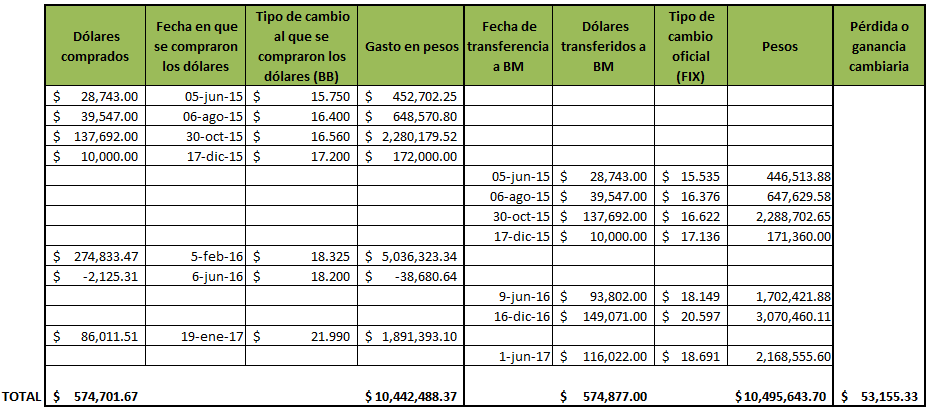 Dólares comprados | Fecha en que se compraron los dólares | Tipo de cambio al que se compraron los dólares (BB) | Gasto en pesos | Fecha de transferencia a BM | Dólares transferidos a BM | Tipo de cambio oficial (FIX) | Pesos | Pérdida o ganancia cambiaria
$ 28,743.00 | 05-jun-15 | $ 15.750 | $ 452,702.25
$ 39,547.00 | 06-ago-15 | $ 16.400 | $ 648,570.80
$ 137,692.00 | 30-oct-15 | $ 16.560 | $ 2,280,179.52
$ 10,000.00 | 17-dic-15 | $ 17.200 | $ 172,000.00
05-jun-15 | $ 28,743.00 | $ 15.535 | 446,513.88
06-ago-15 | $ 39,547.00 | $ 16.376 | 647,629.58
30-oct-15 | $ 137,692.00 | $ 16.622 | 2,288,702.65
17-dic-15 | $ 10,000.00 | $ 17.136 | 171,360.00
$ 274,833.47 | 5-feb-16 | $ 18.325 | $ 5,036,323.34
$ -2,125.31 | 6-jun-16 | $ 18.200 | $ -38,680.64
9-jun-16 | $ 93,802.00 | $ 18.149 | 1,702,421.88
16-dic-16 | $ 149,071.00 | $ 20.597 | 3,070,460.11
$ 86,011.51 | 19-ene-17 | $ 21.990 | $ 1,891,393.10
1-jun-17 | $ 116,022.00 | $ 18.691 | 2,168,555.60
TOTAL | $ 574,701.67 | $ 10,442,488.37 | $ 574,877.00 | $ 10,495,643.70 | $ 53,155.33